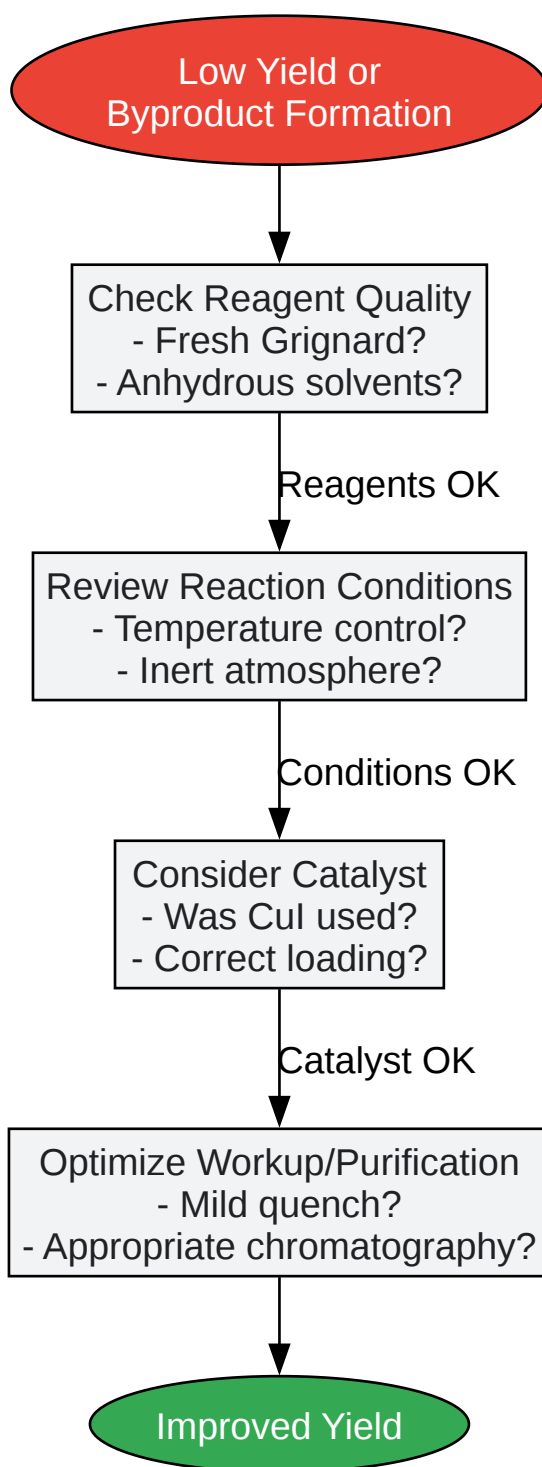 Low Yield or
Byproduct Formation
Check Reagent Quality
- Fresh Grignard?
- Anhydrous solvents?
Reagents OK
Review Reaction Conditions
- Temperature control?
- Inert atmosphere?
Conditions OK
Consider Catalyst
- Was CuI used?
- Correct loading?
Catalyst OK
Optimize Workup/Purification
- Mild quench?
- Appropriate chromatography?
Improved Yield